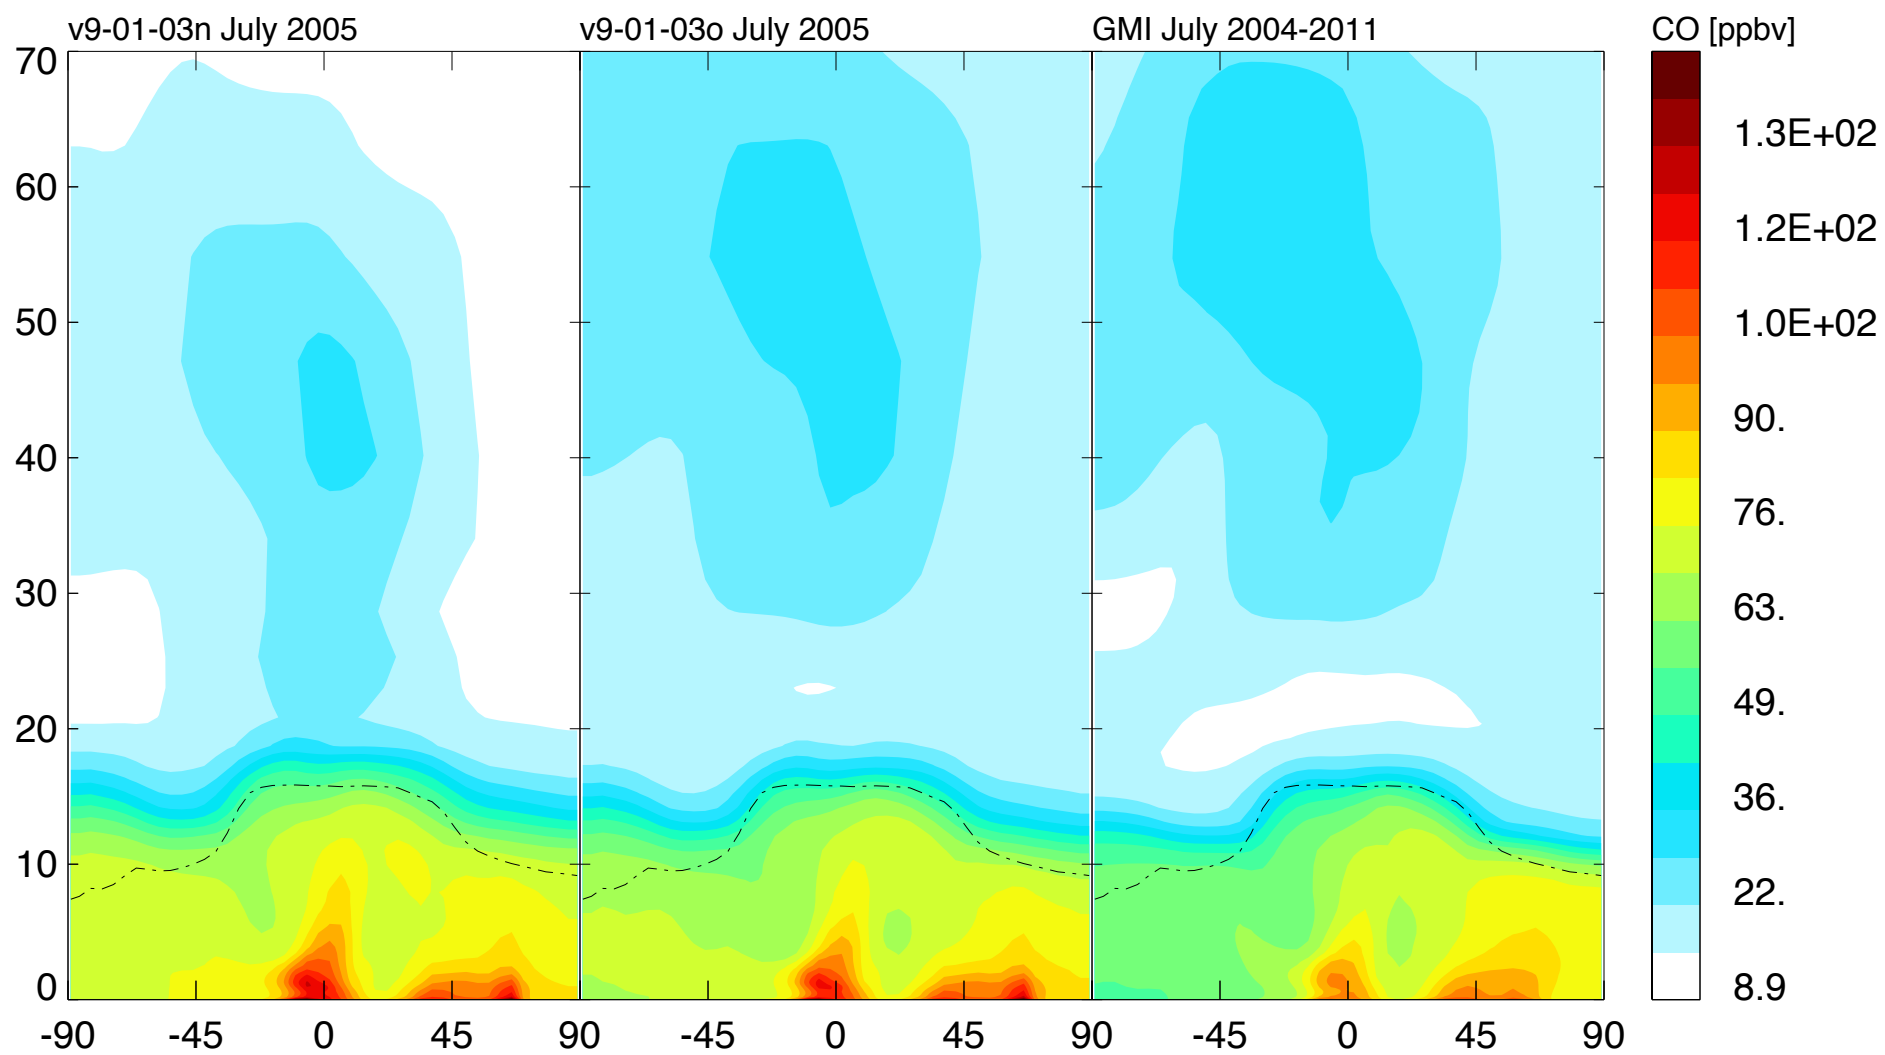 v9-01-03n July 2005
v9-01-03o July 2005
GMI July 2004-2011
CO [ppbv]
70
60
50
40
30
20
10
0
-90 -45 0 45 90 -45 0 45 90 -45 0 45 90
1.3E+02
1.2E+02
1.0E+02
90.
76.
63.
49.
36.
22.
8.9